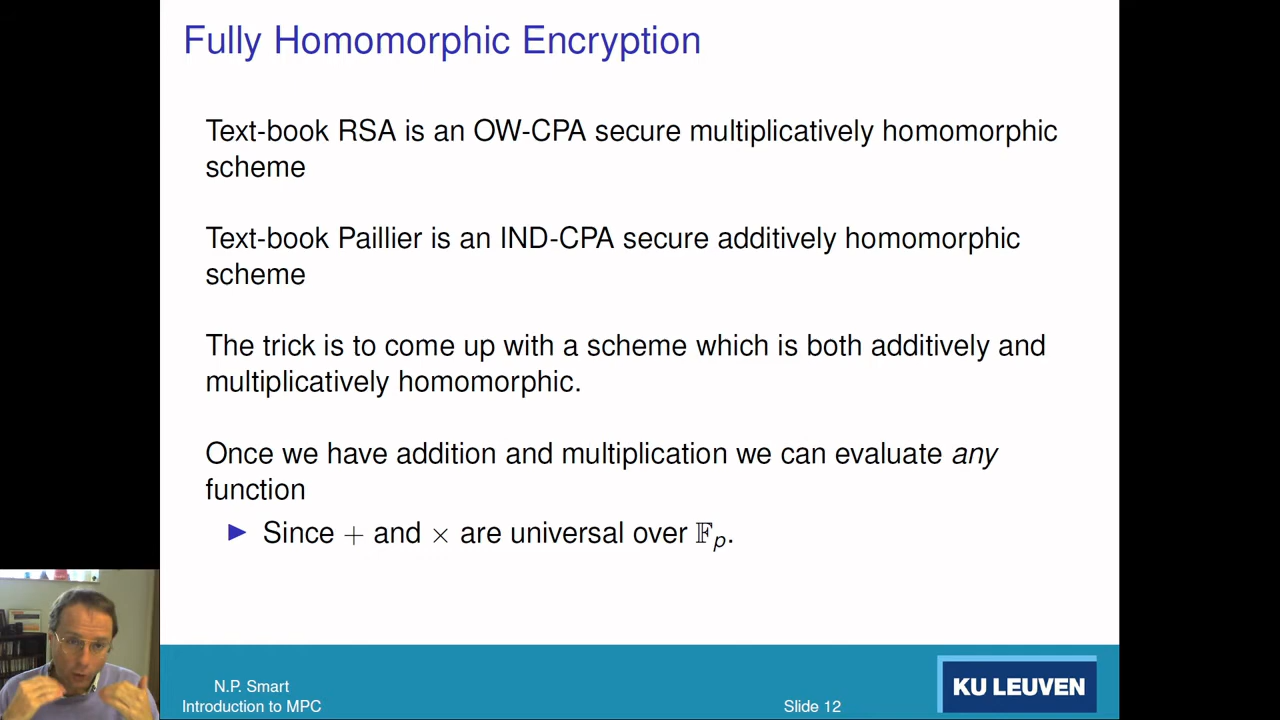 Fully Homomorphic Encryption
Text-book RSA is an OW-CPA secure multiplicatively homomorphic
scheme
Text-book Paillier is an IND-CPA secure additively homomorphic
scheme
The trick is to come up with a scheme which is both additively and
multiplicatively homomorphic.
Once we have addition and multiplication we can evaluate any
function
▶ Since + and × are universal over 𝔽ₚ.
N.P. Smart
Introduction to MPC
Slide 12
KU LEUVEN